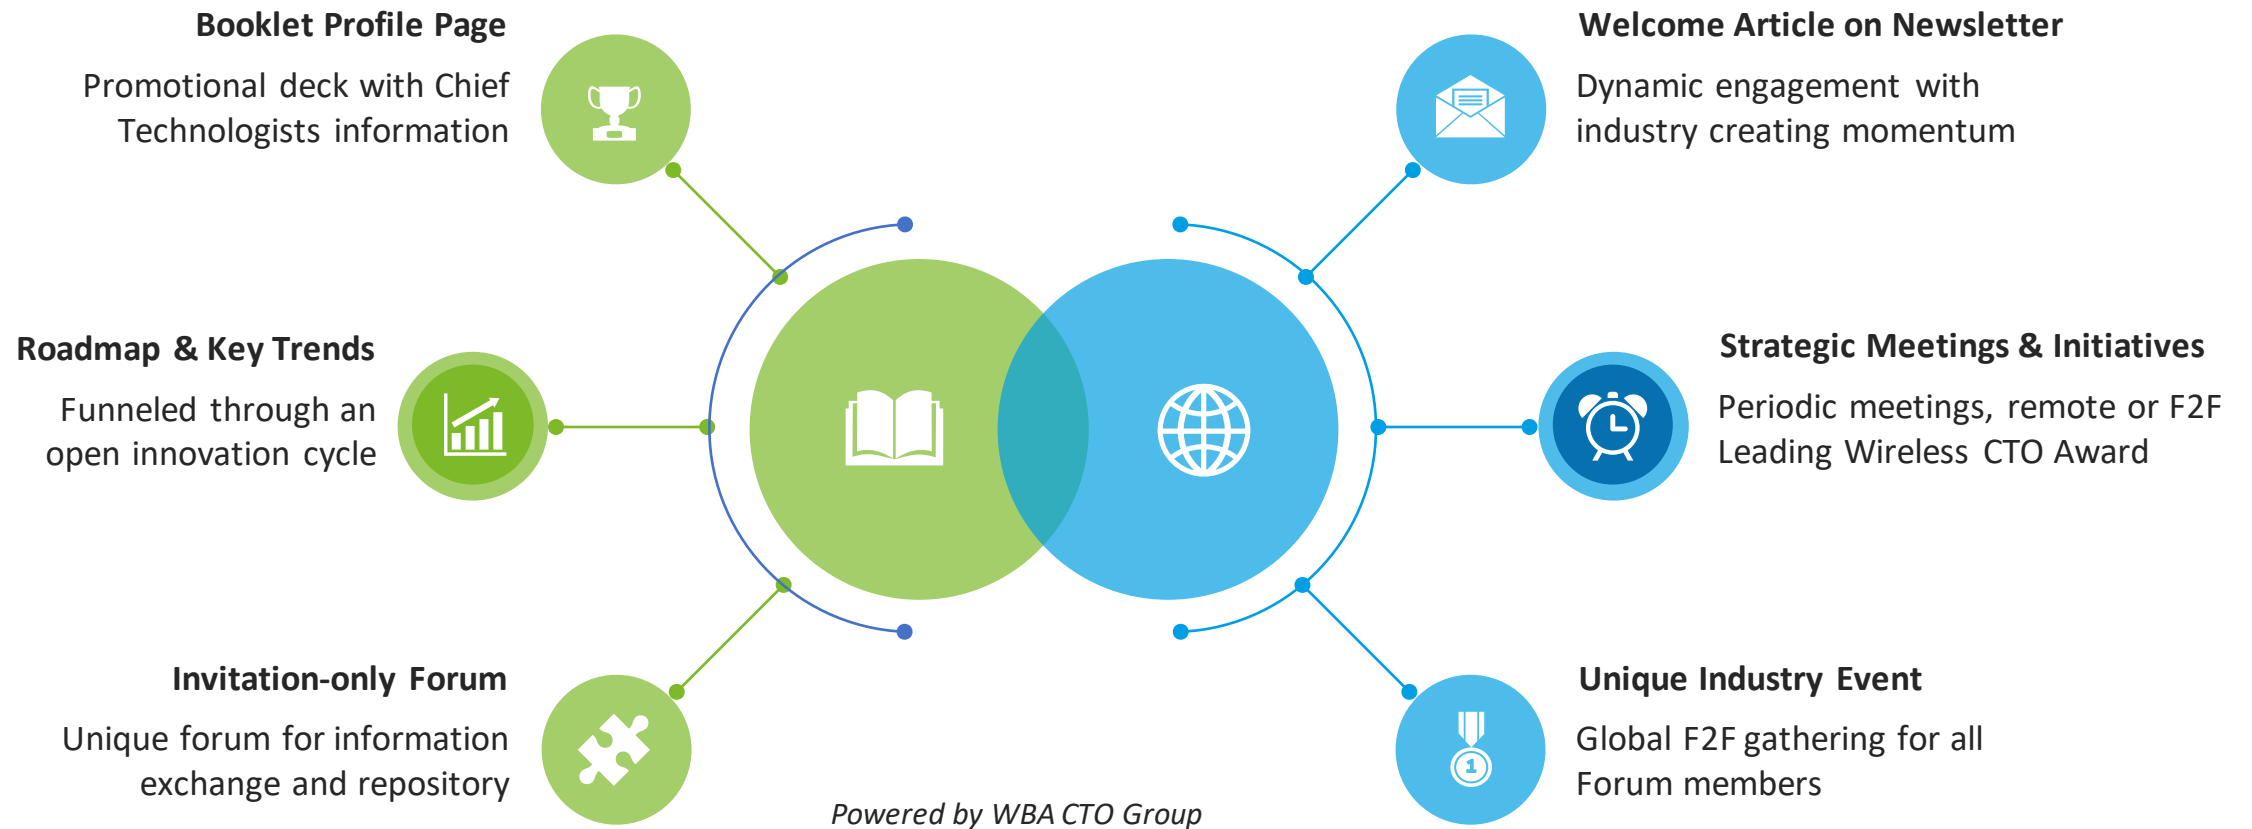 Booklet Profile Page
Promotional deck with Chief
Technologists information
Roadmap & Key Trends
Funneled through an
open innovation cycle
Invitation-only Forum
Unique forum for information
exchange and repository
Welcome Article on Newsletter
Dynamic engagement with
industry creating momentum
Strategic Meetings & Initiatives
Periodic meetings, remote or F2F
Leading Wireless CTO Award
Unique Industry Event
Global F2F gathering for all
Forum members
1
Powered by WBA CTO Group